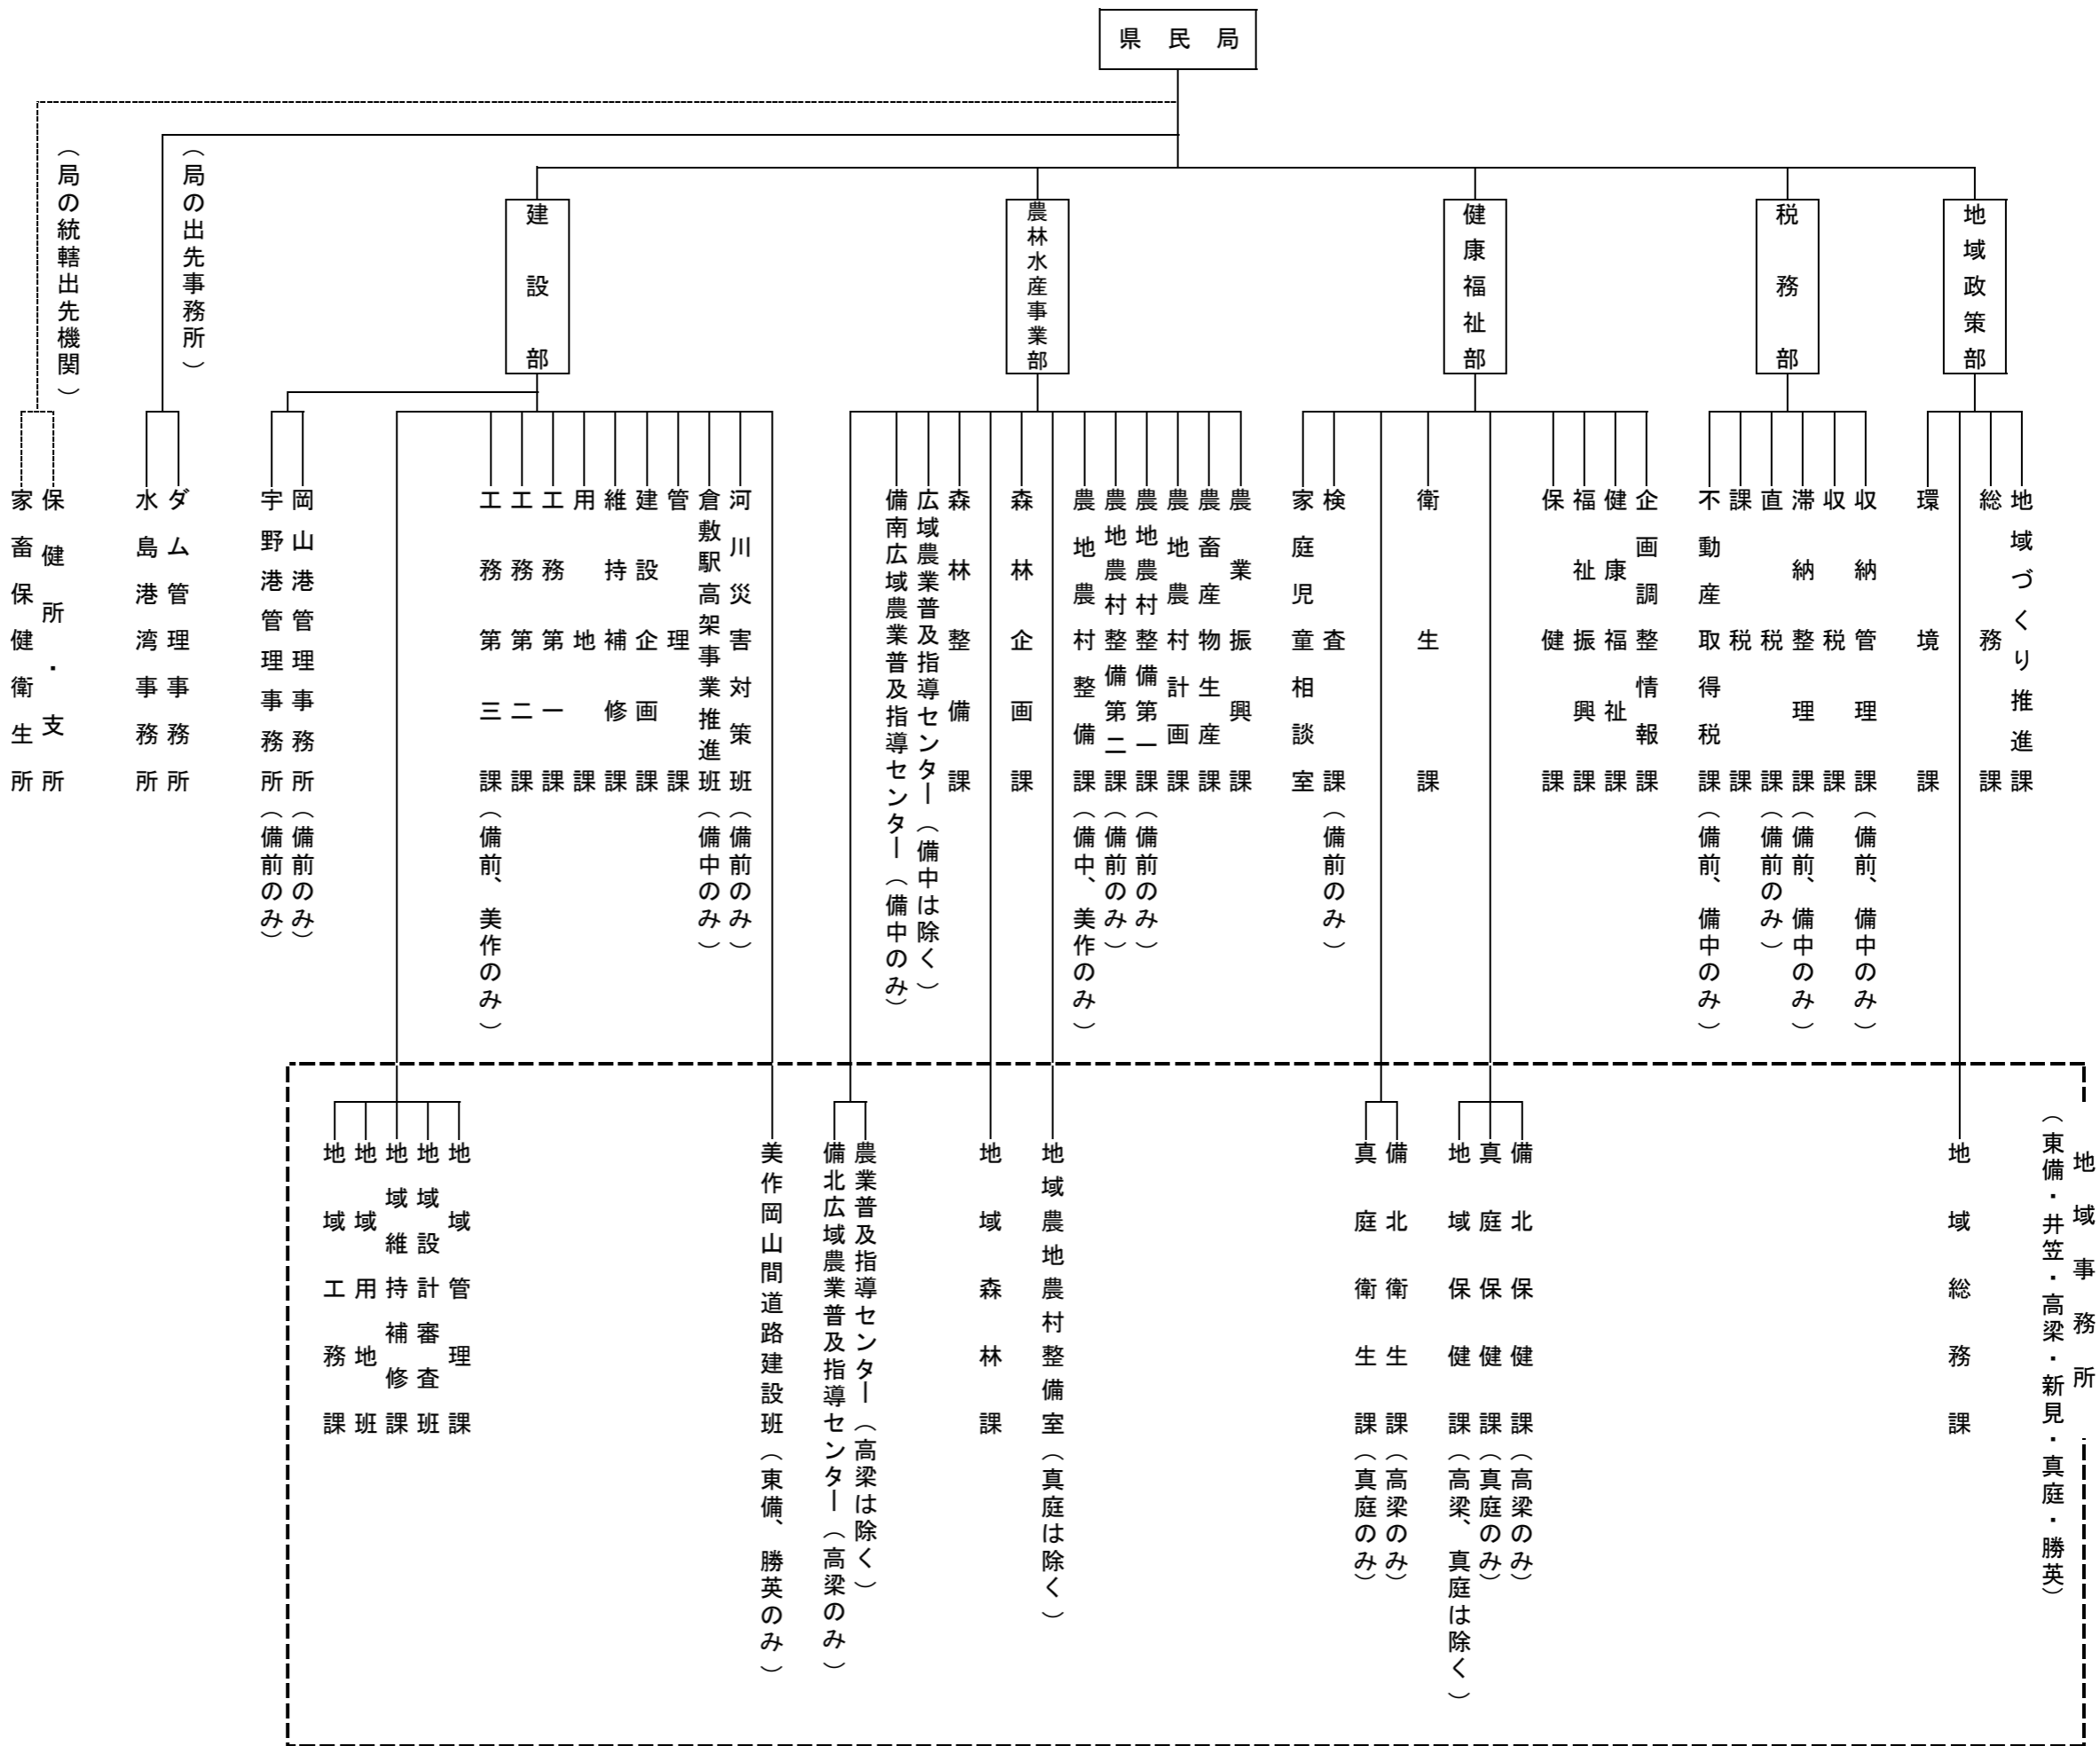 県民局
地域政策部
税務部
健康福祉部
農林水産事業部
建設部
（局の出先事務所）
（局の統轄出先機関）
地域づくり推進課
総務課
環境課
収納管理課（備前、備中のみ）
収税課
滞納整理課（備前、備中のみ）
直税課（備前のみ）
課税課
不動産取得税課（備前、備中のみ）
企画調整情報課
健康福祉課
福祉振興課
保健課
衛生課
検査課（備前のみ）
家庭児童相談室
農業振興課
農畜産物生産課
農地農村計画課
農地農村整備第一課（備前のみ）
農地農村整備第二課（備前のみ）
農地農村整備課（備中、美作のみ）
森林企画課
森林整備課
広域農業普及指導センター（備中は除く）
備南広域農業普及指導センター（備中のみ）
河川災害対策班（備前のみ）
倉敷駅高架事業推進班（備中のみ）
管理課
建設企画課
維持補修課
用地課
工務第一課
工務第二課
工務第三課（備前、美作のみ）
岡山港管理事務所（備前のみ）
宇野港管理事務所（備前のみ）
ダム管理事務所
水島港湾事務所
保健所・支所
家畜保健衛生所
地域事務所
（東備・井笠・高梁・新見・真庭・勝英）
地域総務課
備北保健課（高梁のみ）
真庭保健課（真庭のみ）
地域保健課（高梁、真庭は除く）
備北衛生課（高梁のみ）
真庭衛生課（真庭のみ）
地域農地農村整備室（真庭は除く）
地域森林課
農業普及指導センター（高梁は除く）
備北広域農業普及指導センター（高梁のみ）
美作岡山間道路建設班（東備、勝英のみ）
地域管理課
地域設計審査班
地域維持補修課
地域用地班
地域工務課